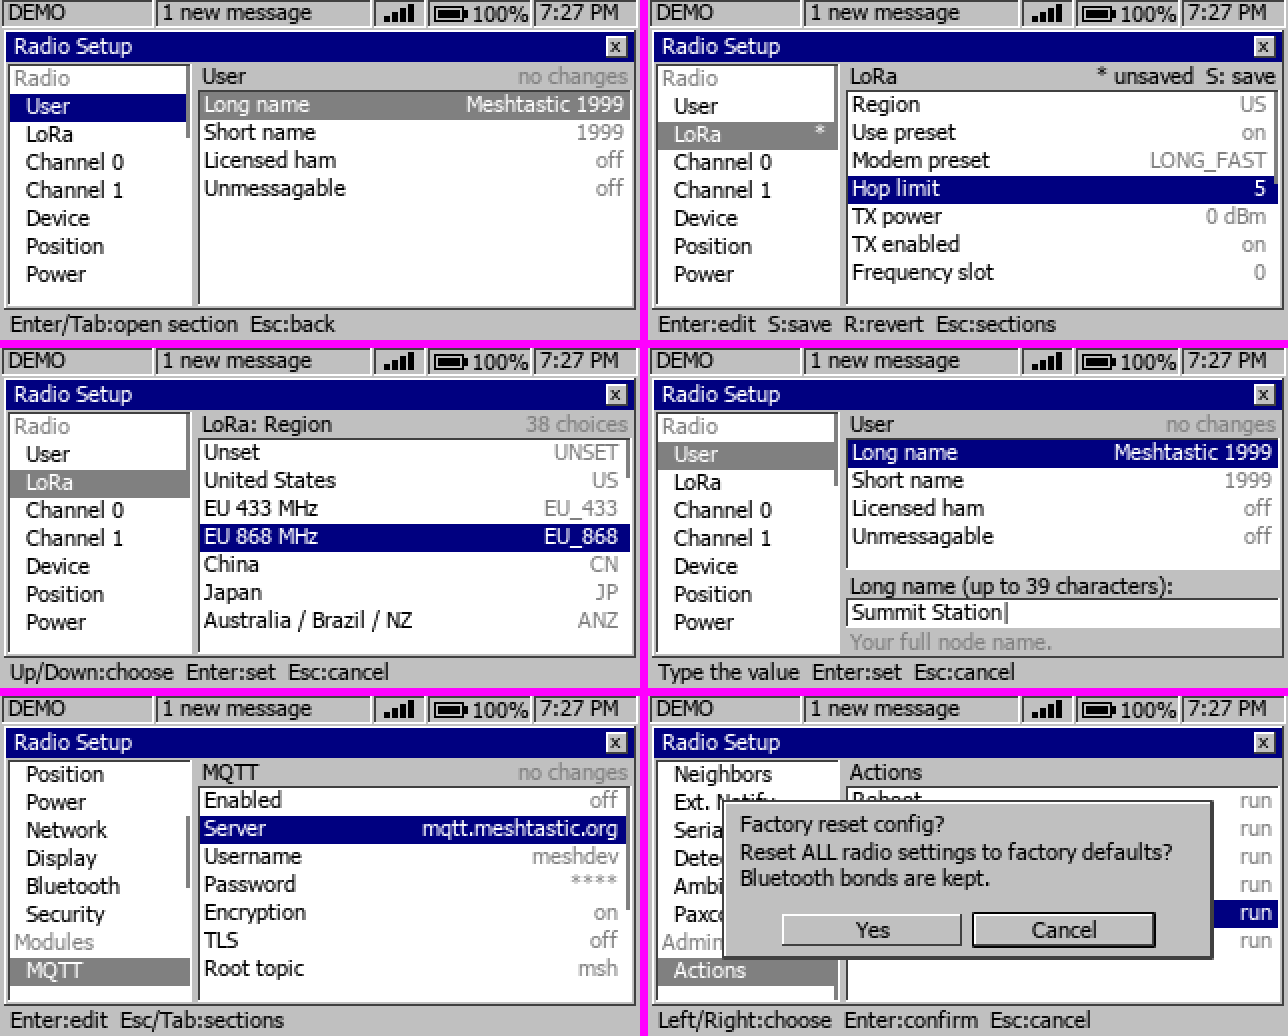 DEMO 1 new message 100% 7:27 PM
Radio Setup x
Radio
User
LoRa
Channel 0
Channel 1
Device
Position
Power
User no changes
Long name Meshtastic 1999
Short name 1999
Licensed ham off
Unmessagable off
Enter/Tab:open section Esc:back
DEMO 1 new message 100% 7:27 PM
Radio Setup x
Radio
User
LoRa *
Channel 0
Channel 1
Device
Position
Power
LoRa * unsaved S: save
Region US
Use preset on
Modem preset LONG_FAST
Hop limit 5
TX power 0 dBm
TX enabled on
Frequency slot 0
Enter:edit S:save R:revert Esc:sections
DEMO 1 new message 100% 7:27 PM
Radio Setup x
Radio
User
LoRa
Channel 0
Channel 1
Device
Position
Power
LoRa: Region 38 choices
Unset UNSET
United States US
EU 433 MHz EU_433
EU 868 MHz EU_868
China CN
Japan JP
Australia / Brazil / NZ ANZ
Up/Down:choose Enter:set Esc:cancel
DEMO 1 new message 100% 7:27 PM
Radio Setup x
Radio
User
LoRa
Channel 0
Channel 1
Device
Position
Power
User no changes
Long name Meshtastic 1999
Short name 1999
Licensed ham off
Unmessagable off
Long name (up to 39 characters):
Summit Station
Your full node name.
Type the value Enter:set Esc:cancel
DEMO 1 new message 100% 7:27 PM
Radio Setup x
Position
Power
Network
Display
Bluetooth
Security
Modules
MQTT
MQTT no changes
Enabled off
Server mqtt.meshtastic.org
Username meshdev
Password ****
Encryption on
TLS off
Root topic msh
Enter:edit Esc/Tab:sections
DEMO 1 new message 100% 7:27 PM
Radio Setup x
Neighbors
Ext. Notify
Seria
Dete
Ambi
Paxc
Admin
Actions
Actions
Reboot run
run
run
run
run
run
Factory reset config?
Reset ALL radio settings to factory defaults?
Bluetooth bonds are kept.
Yes Cancel
Left/Right:choose Enter:confirm Esc:cancel